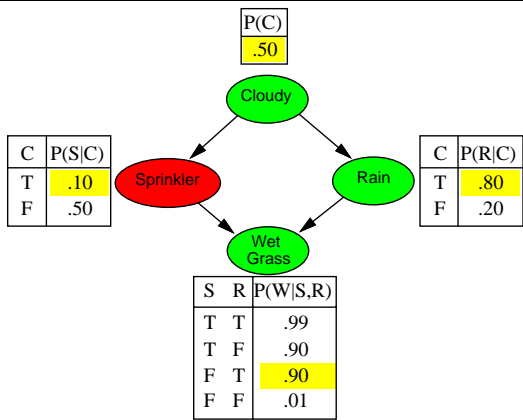 P(C)
.50
Cloudy
C P(S|C)
T .10
F .50
Sprinkler
Rain
C P(R|C)
T .80
F .20
Wet
Grass
S R P(W|S,R)
T T .99
T F .90
F T .90
F F .01